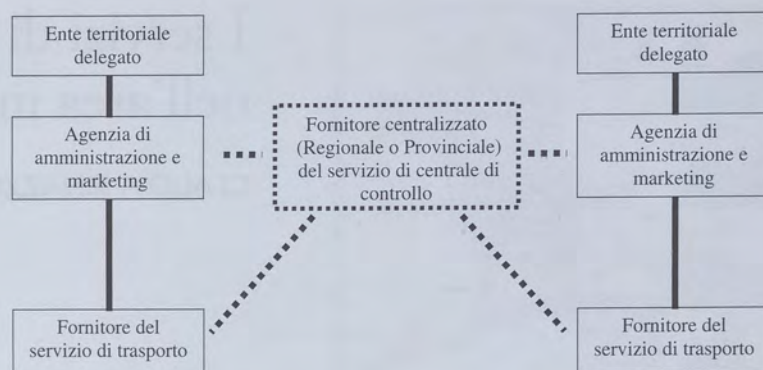 Ente territoriale
delegato
Agenzia di
amministrazione e
marketing
Fornitore del
servizio di trasporto
Fornitore centralizzato
(Regionale o Provinciale)
del servizio di centrale di
controllo
Ente territoriale
delegato
Agenzia di
amministrazione e
marketing
Fornitore del
servizio di trasporto